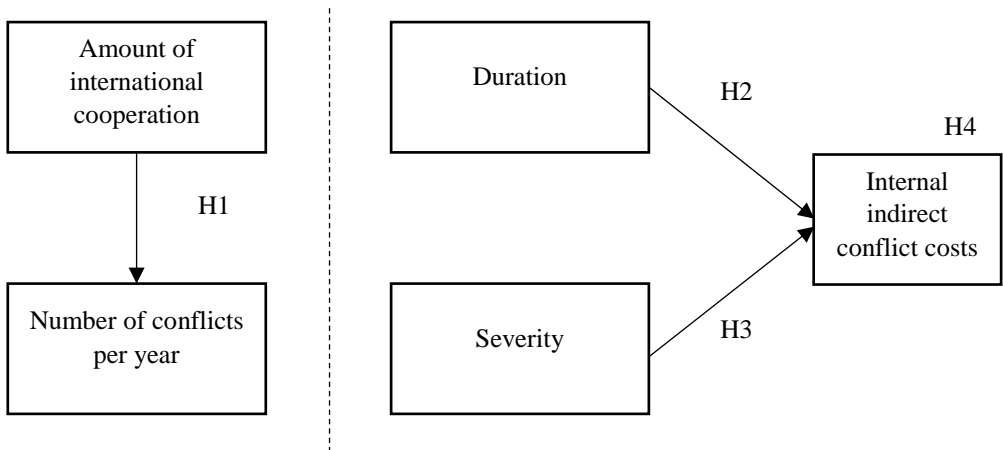 Amount of
international
cooperation
H1
Number of conflicts
per year
Duration
H2
Severity
H3
H4
Internal
indirect
conflict costs